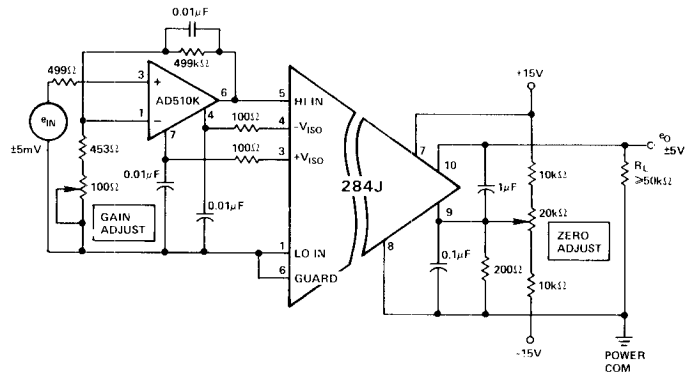 0.01μF
499kΩ
499Ω
3
+
AD510K
6
1
−
4
7
e_IN
±5mV
453Ω
100Ω
GAIN
ADJUST
0.01μF
0.01μF
100Ω
100Ω
5
HI IN
4
−V_ISO
3
+V_ISO
1
LO IN
6
GUARD
284J
7
10
9
8
+15V
1μF
0.1μF
200Ω
10kΩ
20kΩ
ZERO
ADJUST
10kΩ
-15V
e_O
±5V
R_L
≥50kΩ
POWER
COM